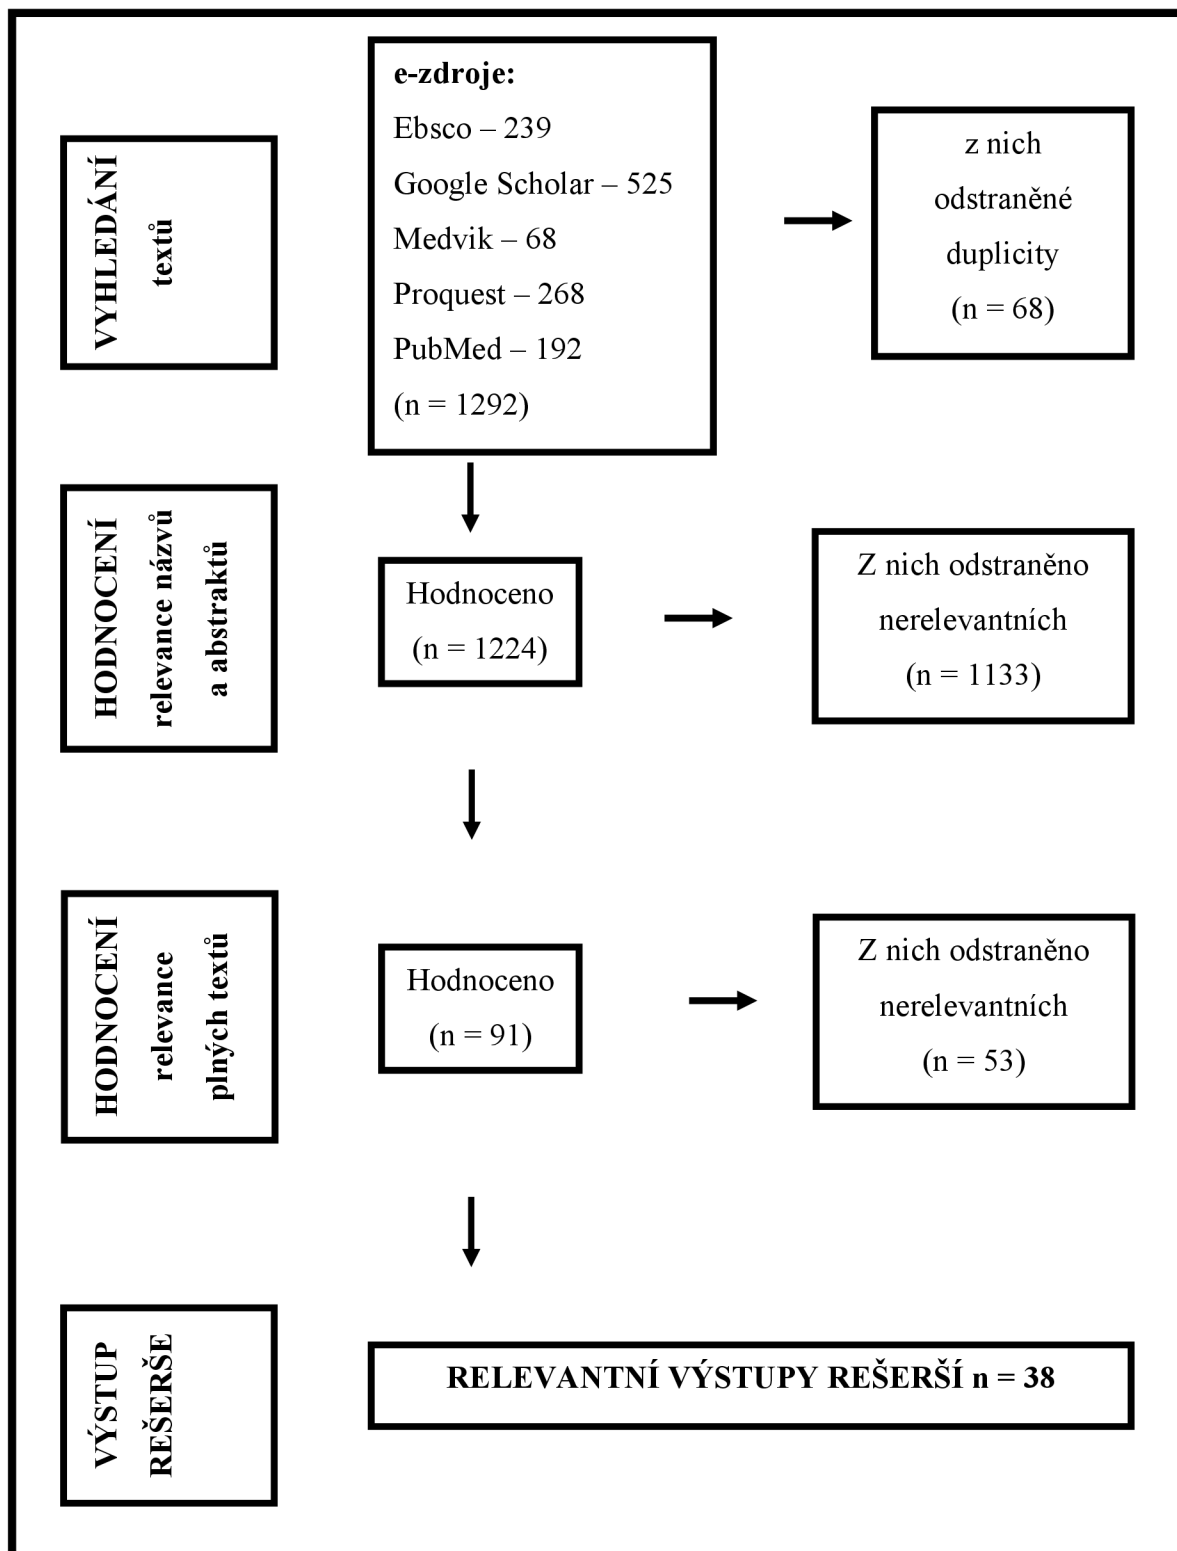 VYHLEDÁNÍ
textů
e-zdroje:
Ebsco – 239
Google Scholar – 525
Medvik – 68
Proquest – 268
PubMed – 192
(n = 1292)
z nich
odstraněné
duplicity
(n = 68)
HODNOCENÍ
relevance názvů
a abstraktů
Hodnoceno
(n = 1224)
Z nich odstraněno
nerelevantních
(n = 1133)
HODNOCENÍ
relevance
plných textů
Hodnoceno
(n = 91)
Z nich odstraněno
nerelevantních
(n = 53)
VÝSTUP
REŠERŠE
RELEVANTNÍ VÝSTUPY REŠERŠÍ n = 38